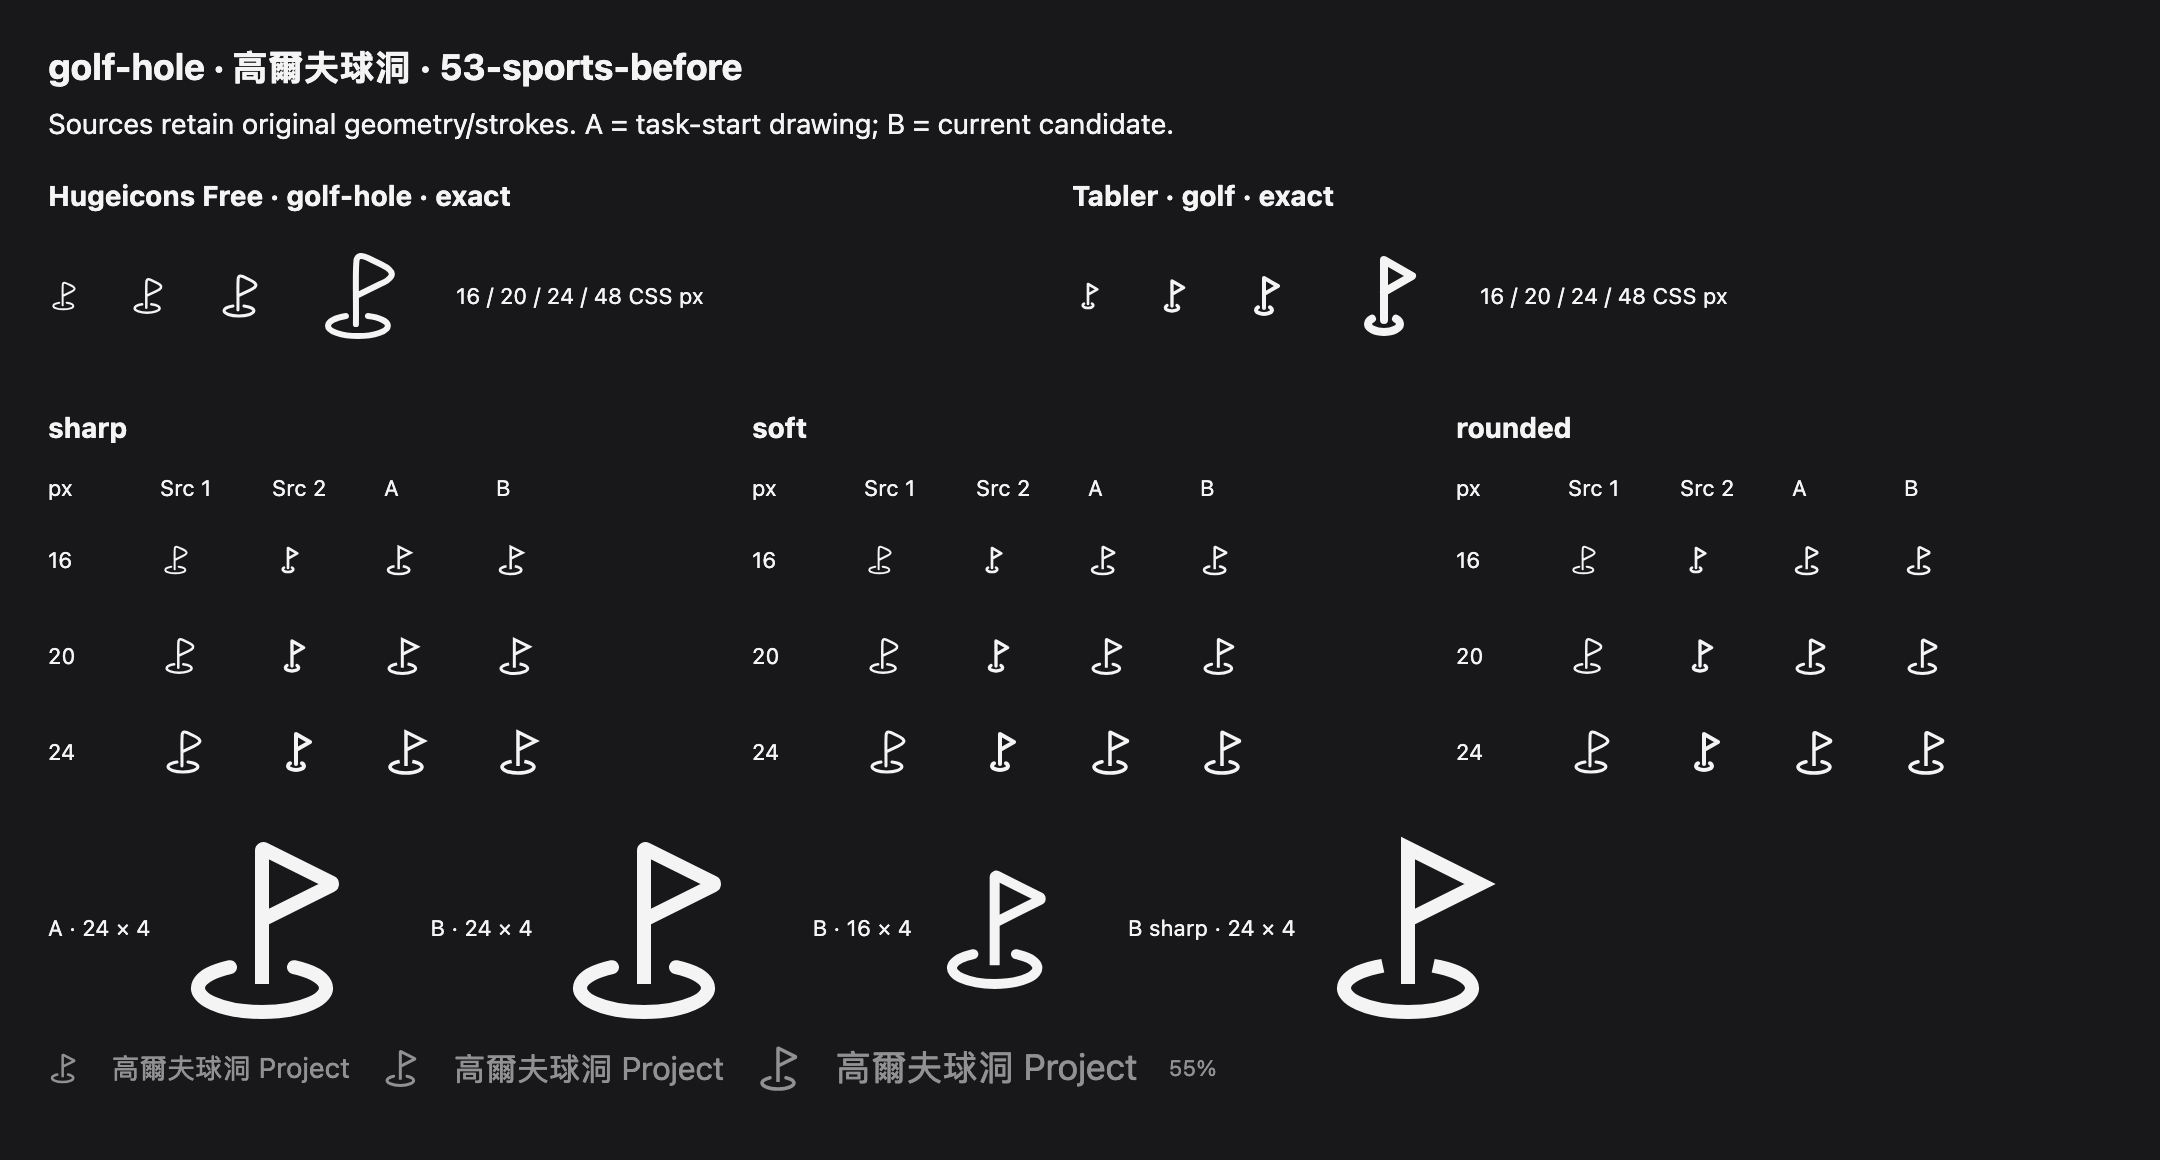 golf-hole · 高爾夫球洞 · 53-sports-before
Sources retain original geometry/strokes. A = task-start drawing; B = current candidate.
Hugeicons Free · golf-hole · exact
16 / 20 / 24 / 48 CSS px
Tabler · golf · exact
16 / 20 / 24 / 48 CSS px
sharp
px Src 1 Src 2 A B
16
20
24
soft
px Src 1 Src 2 A B
16
20
24
rounded
px Src 1 Src 2 A B
16
20
24
A · 24 × 4
B · 24 × 4
B · 16 × 4
B sharp · 24 × 4
高爾夫球洞 Project
高爾夫球洞 Project
高爾夫球洞 Project
55%